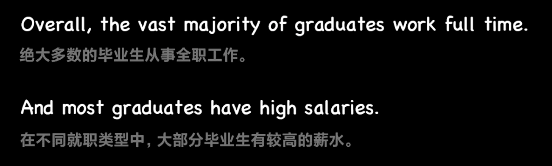 Overall, the vast majority of graduates work full time.
绝大多数的毕业生从事全职工作。
And most graduates have high salaries.
在不同就职类型中，大部分毕业生有较高的薪水。